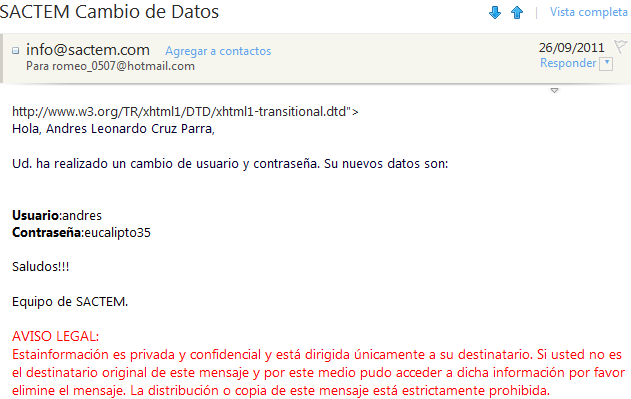 SACTEM Cambio de Datos
Vista completa
info@sactem.com Agregar a contactos
26/09/2011
Para romeo_0507@hotmail.com
Responder
http://www.w3.org/TR/xhtml1/DTD/xhtml1-transitional.dtd">
Hola, Andres Leonardo Cruz Parra,
Ud. ha realizado un cambio de usuario y contraseña. Su nuevos datos son:
Usuario:andres
Contraseña:eucalipto35
Saludos!!!
Equipo de SACTEM.
AVISO LEGAL:
Estainformación es privada y confidencial y está dirigida únicamente a su destinatario. Si usted no es
el destinatario original de este mensaje y por este medio pudo acceder a dicha información por favor
elimine el mensaje. La distribución o copia de este mensaje está estrictamente prohibida.